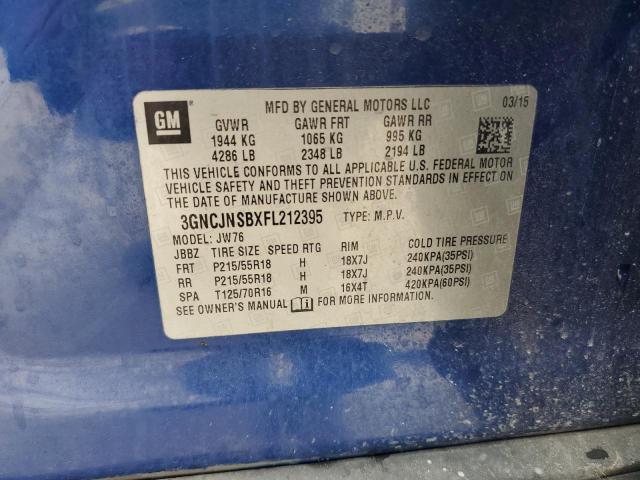 GM
MFD BY GENERAL MOTORS LLC 03/15
GVWR GAWR FRT GAWR RR
1944 KG 1065 KG 995 KG
4286 LB 2348 LB 2194 LB
THIS VEHICLE CONFORMS TO ALL APPLICABLE U.S. FEDERAL MOTOR
VEHICLE SAFETY AND THEFT PREVENTION STANDARDS IN EFFECT ON THE
DATE OF MANUFACTURE SHOWN ABOVE.
3GNCJNSBXFL212395 TYPE: M.P.V.
MODEL: JW76
JBBZ TIRE SIZE SPEED RTG RIM COLD TIRE PRESSURE
FRT P215/55R18 H 18X7J 240KPA(35PSI)
RR P215/55R18 H 18X7J 240KPA(35PSI)
SPA T125/70R16 M 16X4T 420KPA(60PSI)
SEE OWNER'S MANUAL FOR MORE INFORMATION.